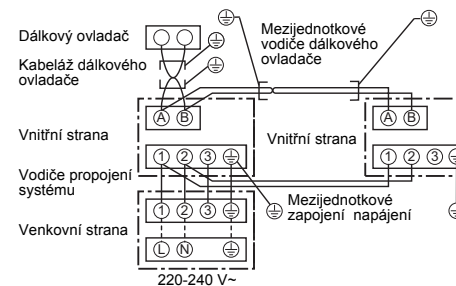 Dálkový ovladač
Kabeláž dálkového
ovladače
Mezijednotkové
vodiče dálkového
ovladače
A B
A B
Vnitřní strana
Vnitřní strana
1 2 3
1 2 3
Vodiče propojení
systému
Mezijednotkové
zapojení napájení
1 2 3
Venkovní strana
L N
220-240 V~